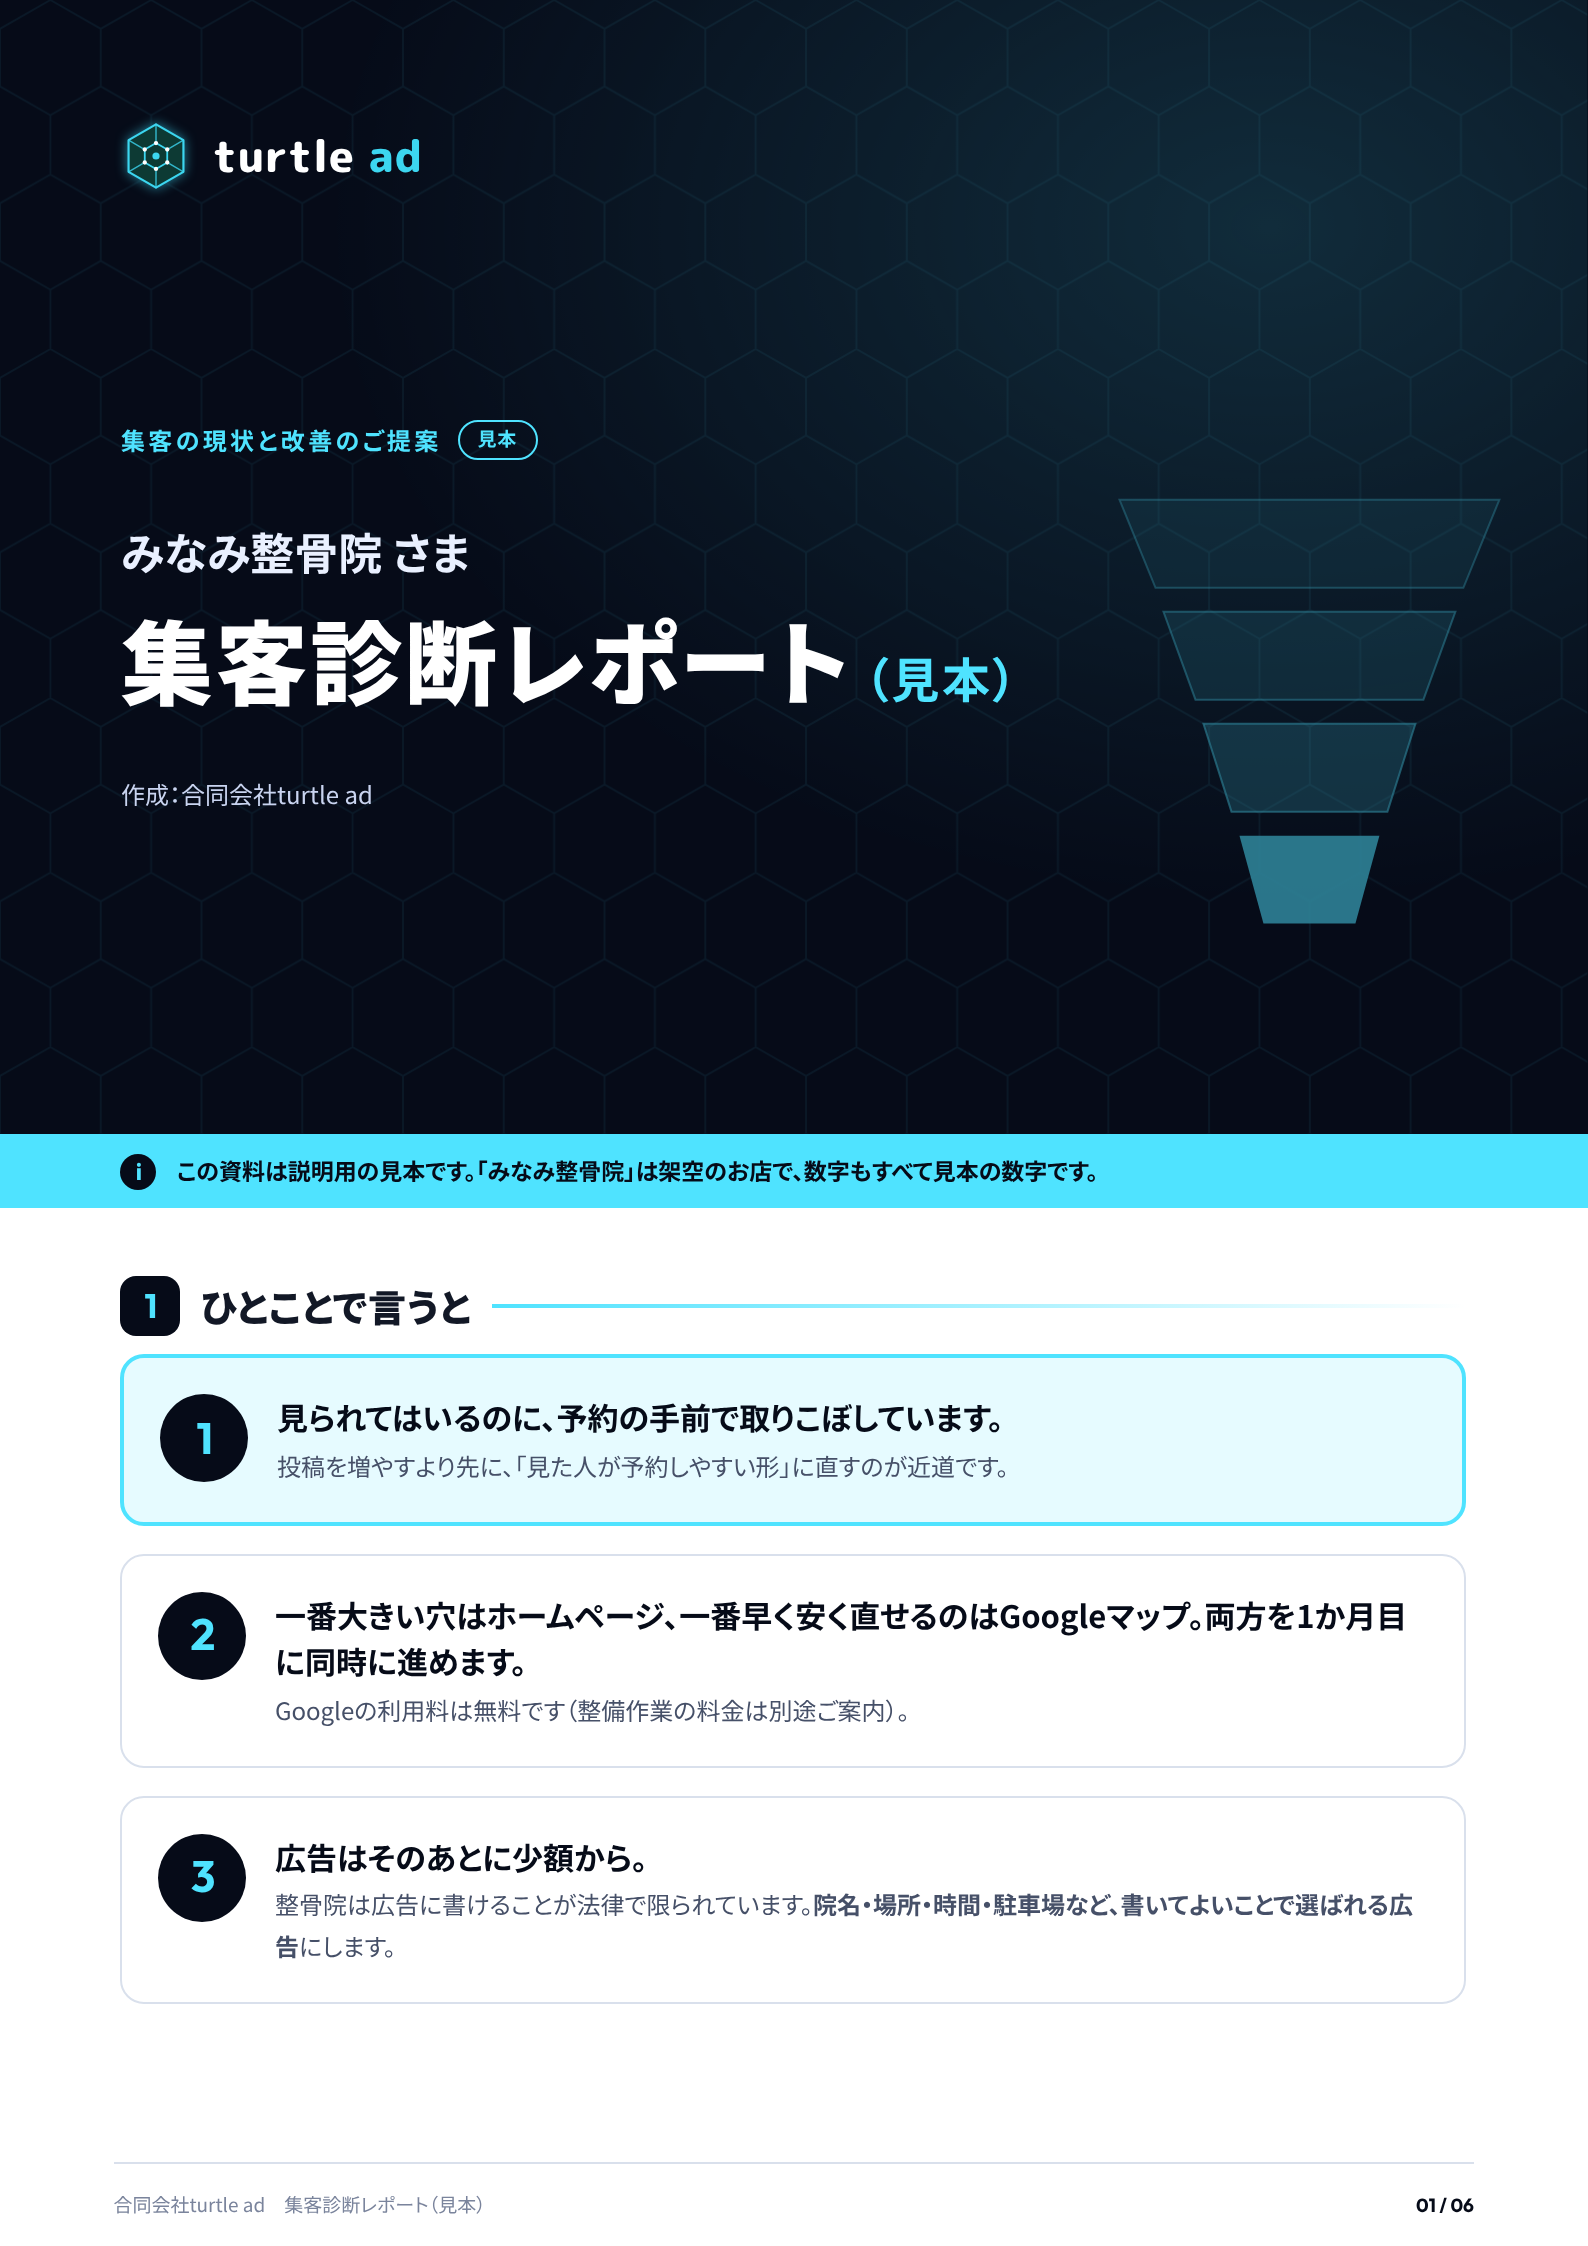 turtle ad
集客の現状と改善のご提案 見本
みなみ整骨院 さま
集客診断レポート（見本）
作成：合同会社turtle ad
i この資料は説明用の見本です。「みなみ整骨院」は架空のお店で、数字もすべて見本の数字です。
1 ひとことで言うと
1 見られてはいるのに、予約の手前で取りこぼしています。
投稿を増やすより先に、「見た人が予約しやすい形」に直すのが近道です。
2 一番大きい穴はホームページ、一番早く安く直せるのはGoogleマップ。両方を1か月目
に同時に進めます。
Googleの利用料は無料です（整備作業の料金は別途ご案内）。
3 広告はそのあとに少額から。
整骨院は広告に書けることが法律で限られています。院名・場所・時間・駐車場など、書いてよいことで選ばれる広
告にします。
合同会社turtle ad 集客診断レポート（見本）
01 / 06